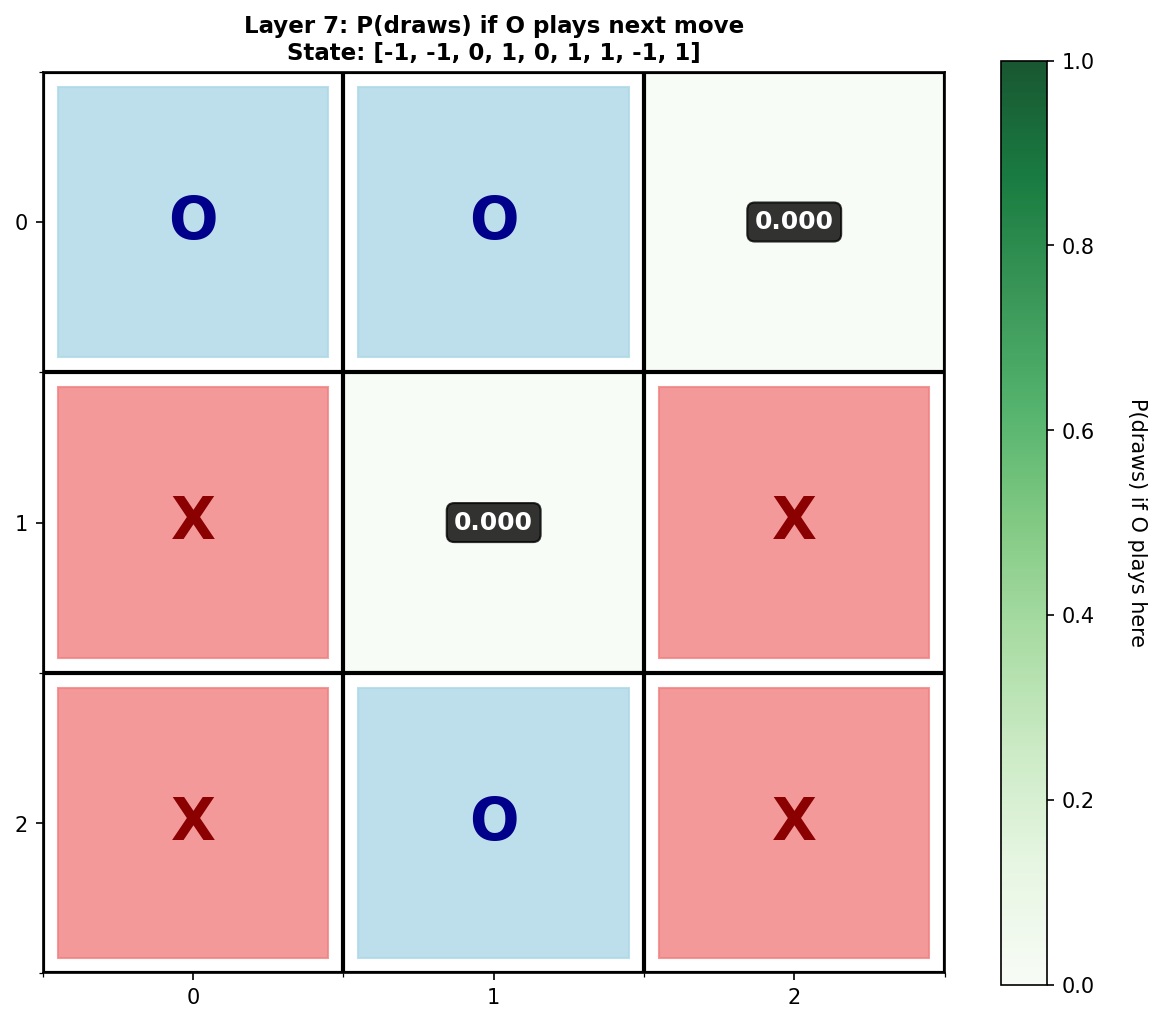 Layer 7: P(draws) if O plays next move
State: [-1, -1, 0, 1, 0, 1, 1, -1, 1]
1.0
0.8
0.6
0.4
0.2
0.0
P(draws) if O plays here
0
O
O
0.000
1
X
0.000
X
2
X
O
X
0
1
2